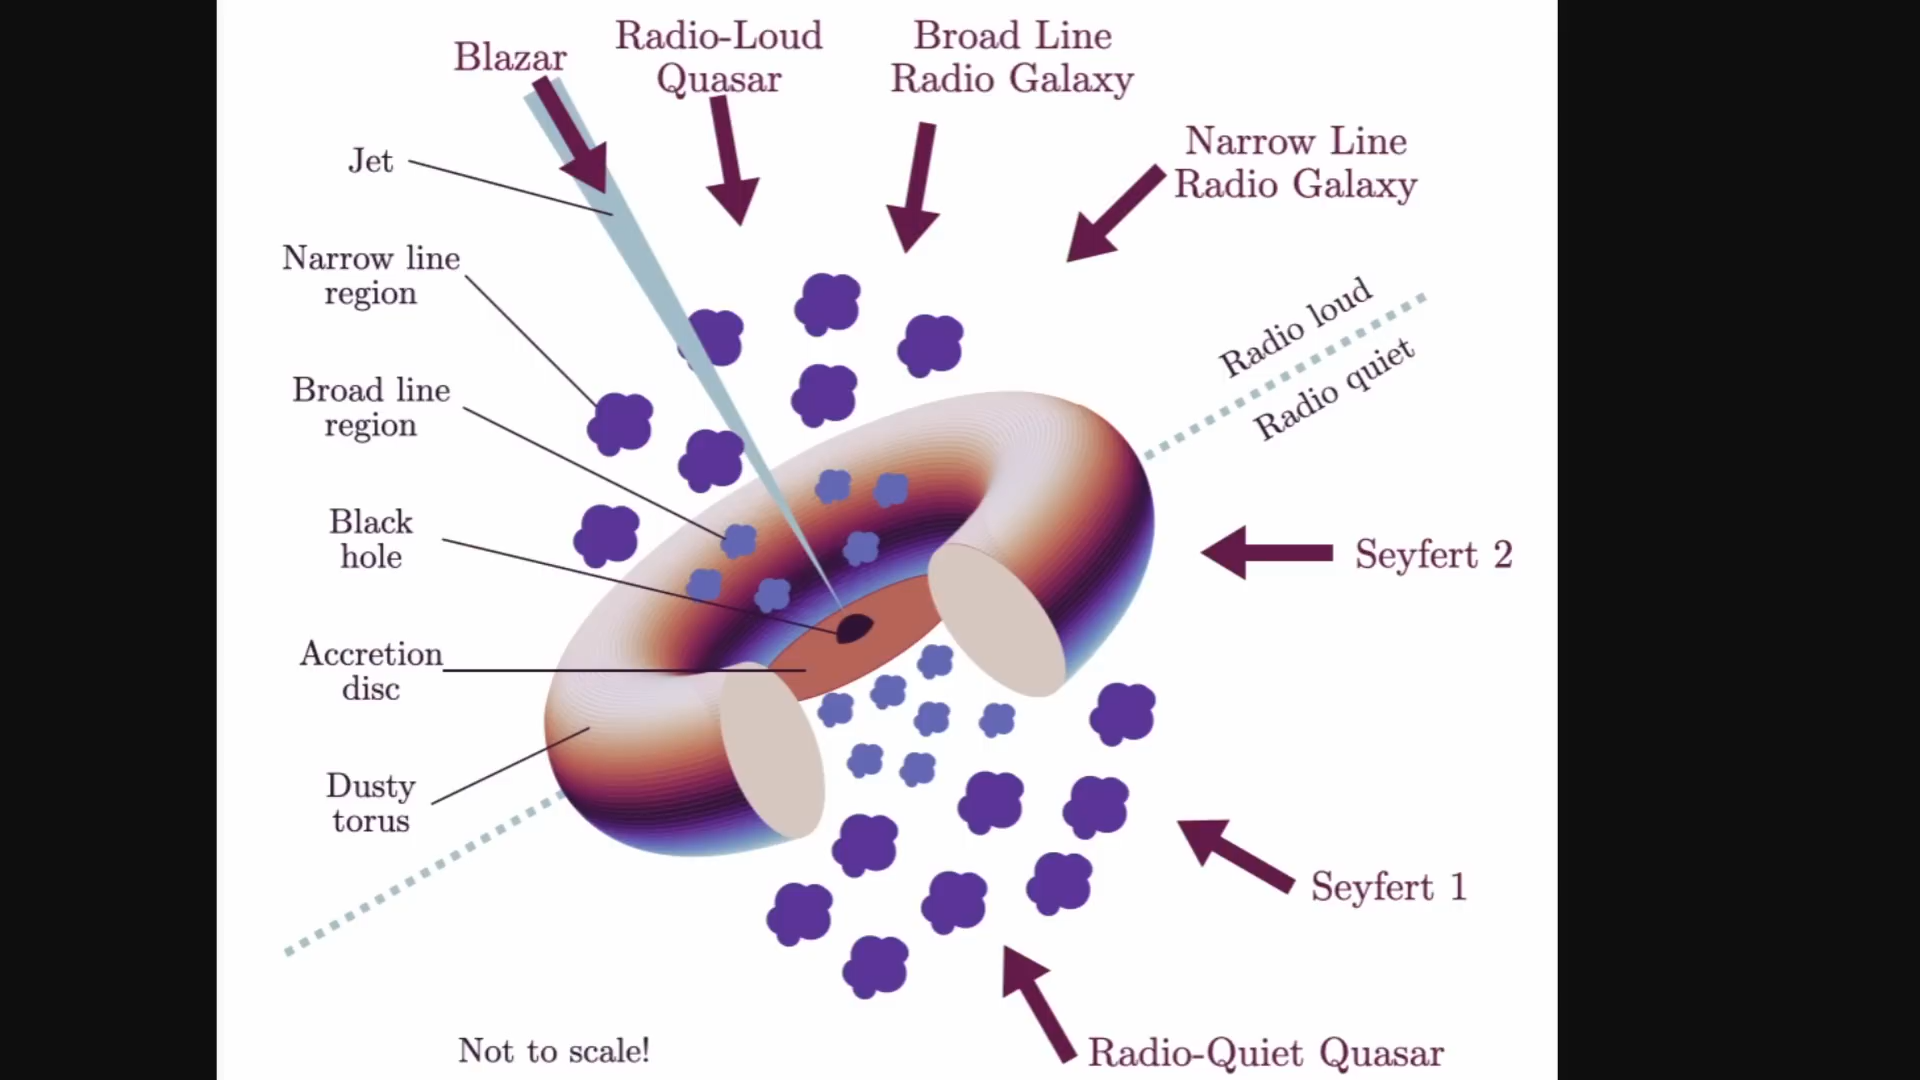 Blazar
Radio-Loud
Quasar
Broad Line
Radio Galaxy
Narrow Line
Radio Galaxy
Jet
Narrow line
region
Radio loud
Radio quiet
Broad line
region
Black
hole
Seyfert 2
Accretion
disc
Dusty
torus
Seyfert 1
Not to scale!
Radio-Quiet Quasar